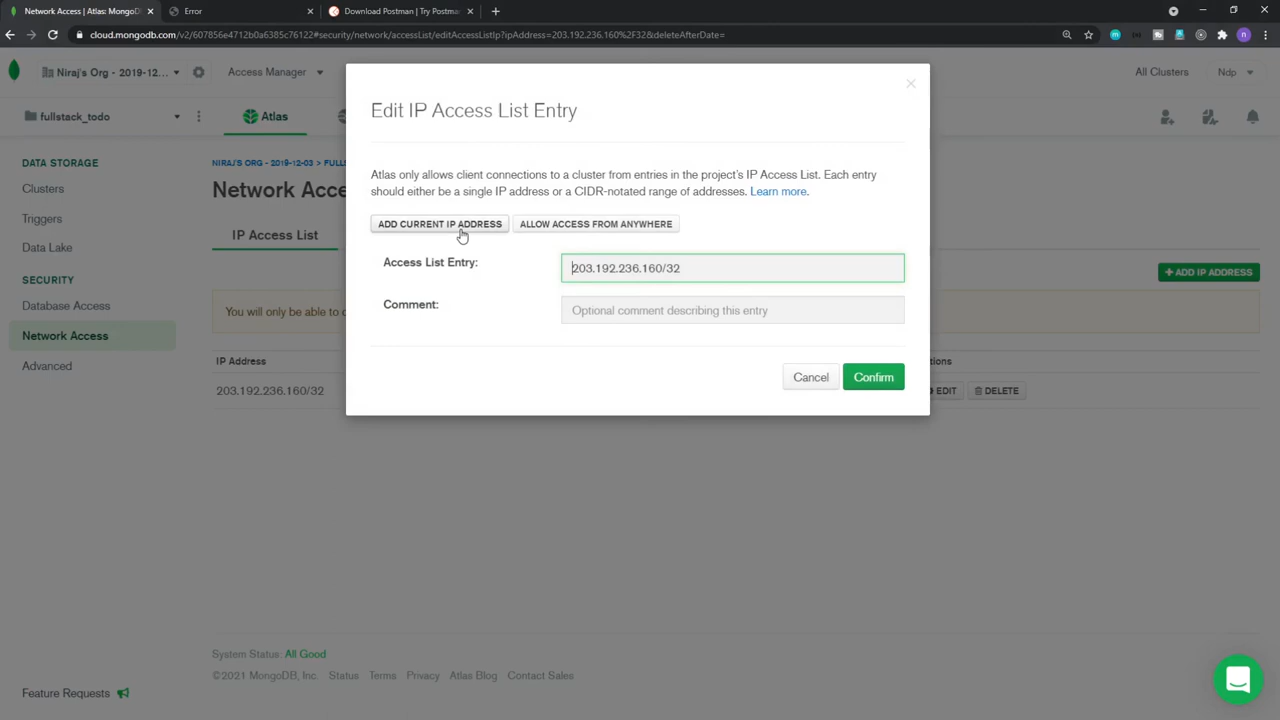 Network Access | Atlas: MongoDB
Error
Download Postman | Try Postma
cloud.mongodb.com/v2/607856e4712b0a6385c76122#security/network/accessList/editAccessListIp?ipAddress=203.192.236.160%2F32&deleteAfterDate=
Niraj's Org - 2019-12...
Access Manager
All Clusters
Ndp
fullstack_todo
Atlas
DATA STORAGE
Clusters
Triggers
Data Lake
SECURITY
Database Access
Network Access
Advanced
Feature Requests
NIRAJ'S ORG - 2019-12-03 > FULLS
Network Acce
IP Access List
ADD IP ADDRESS
You will only be able to c
IP Address
203.192.236.160/32
tions
EDIT
DELETE
Edit IP Access List Entry
Atlas only allows client connections to a cluster from entries in the project's IP Access List. Each entry
should either be a single IP address or a CIDR-notated range of addresses. Learn more.
ADD CURRENT IP ADDRESS
ALLOW ACCESS FROM ANYWHERE
Access List Entry:
203.192.236.160/32
Comment:
Optional comment describing this entry
Cancel
Confirm
System Status: All Good
©2021 MongoDB, Inc. Status Terms Privacy Atlas Blog Contact Sales